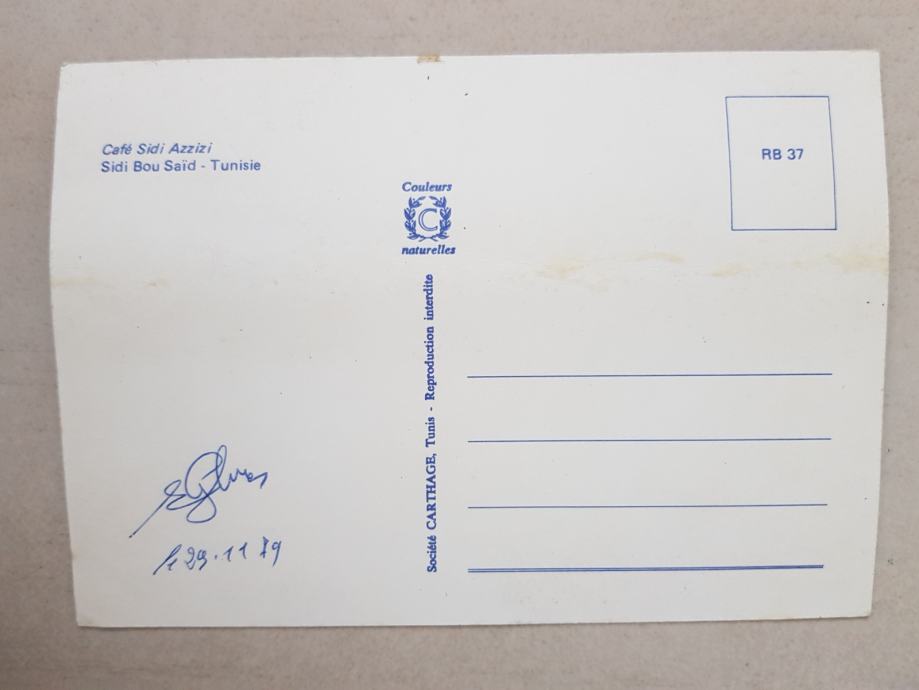 Café Sidi Azzizi
Sidi Bou Saïd - Tunisie
Couleurs
C
naturelles
RB 37
Société CARTHAGE, Tunis - Reproduction interdite
le 29.11 79